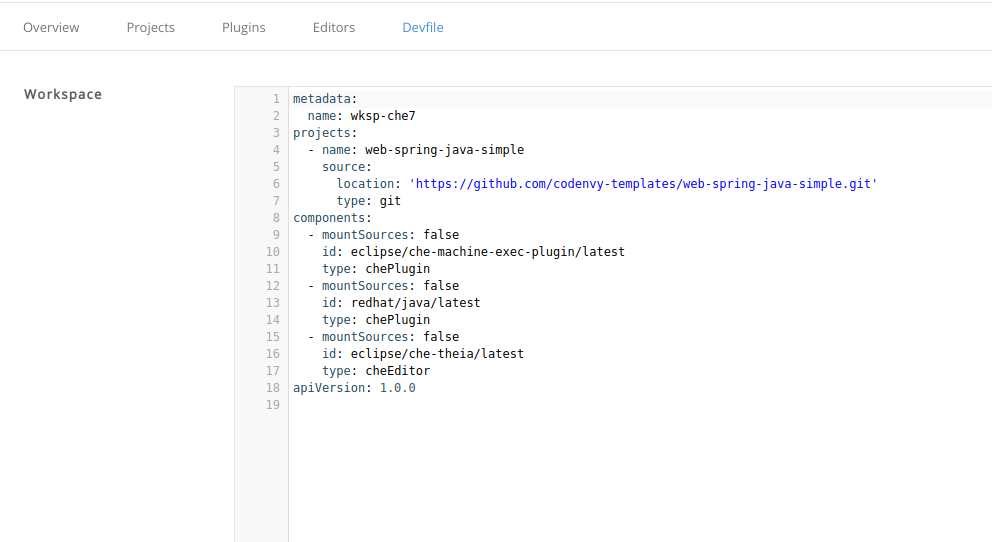 Overview Projects Plugins Editors Devfile
Workspace
1 metadata:
2   name: wksp-che7
3 projects:
4   - name: web-spring-java-simple
5     source:
6       location: 'https://github.com/codenvy-templates/web-spring-java-simple.git'
7       type: git
8 components:
9   - mountSources: false
10     id: eclipse/che-machine-exec-plugin/latest
11     type: chePlugin
12   - mountSources: false
13     id: redhat/java/latest
14     type: chePlugin
15   - mountSources: false
16     id: eclipse/che-theia/latest
17     type: cheEditor
18 apiVersion: 1.0.0
19